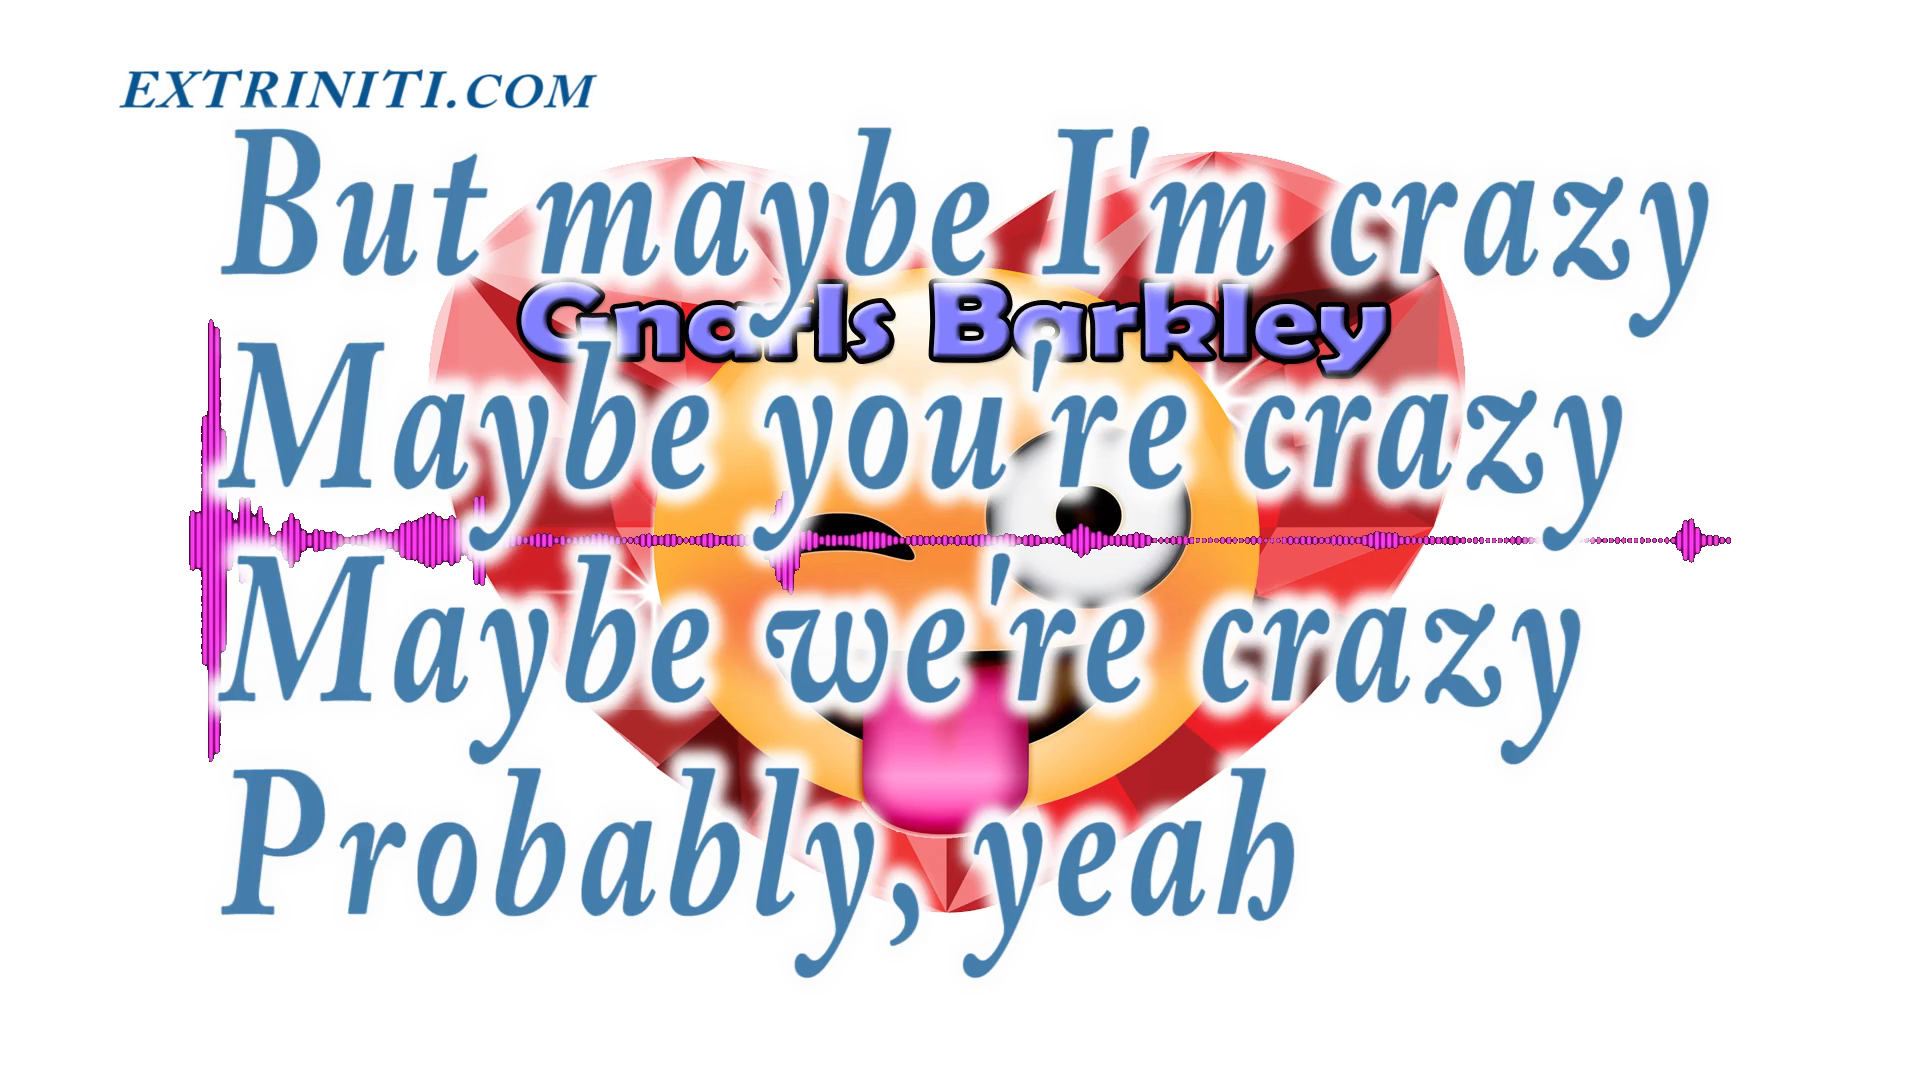 EXTRINITI.COM
But maybe I'm crazy
Gnarls Barkley
Maybe you're crazy
Maybe we're crazy
Probably, yeah